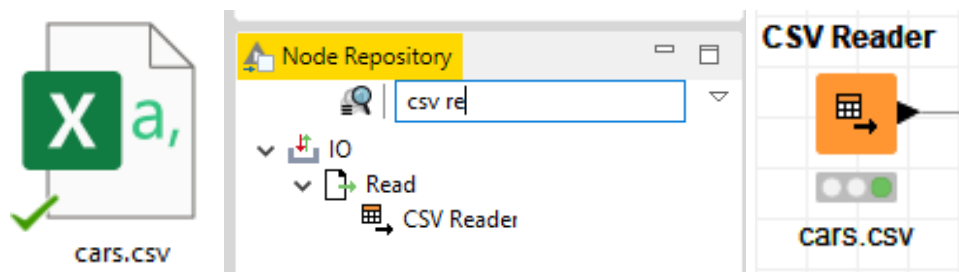 X a,
cars.csv
Node Repository
csv re
IO
Read
CSV Reader
CSV Reader
cars.csv